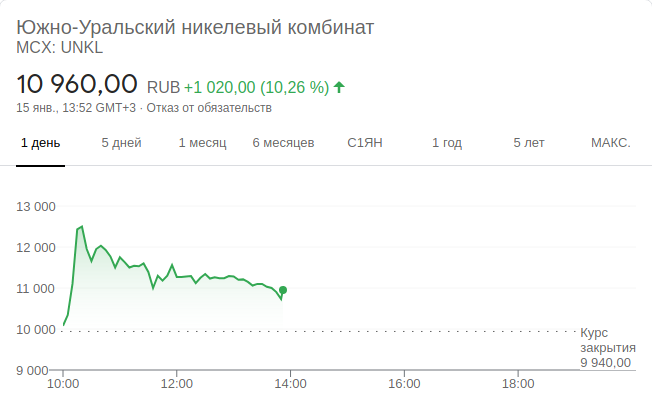 Южно-Уральский никелевый комбинат
MCX: UNKL
10 960,00 RUB +1 020,00 (10,26 %)
15 янв., 13:52 GMT+3 · Отказ от обязательств
1 день 5 дней 1 месяц 6 месяцев С1ЯН 1 год 5 лет МАКС.
13 000
12 000
11 000
10 000
Курс
закрытия
9 940,00
9 000
10:00 12:00 14:00 16:00 18:00